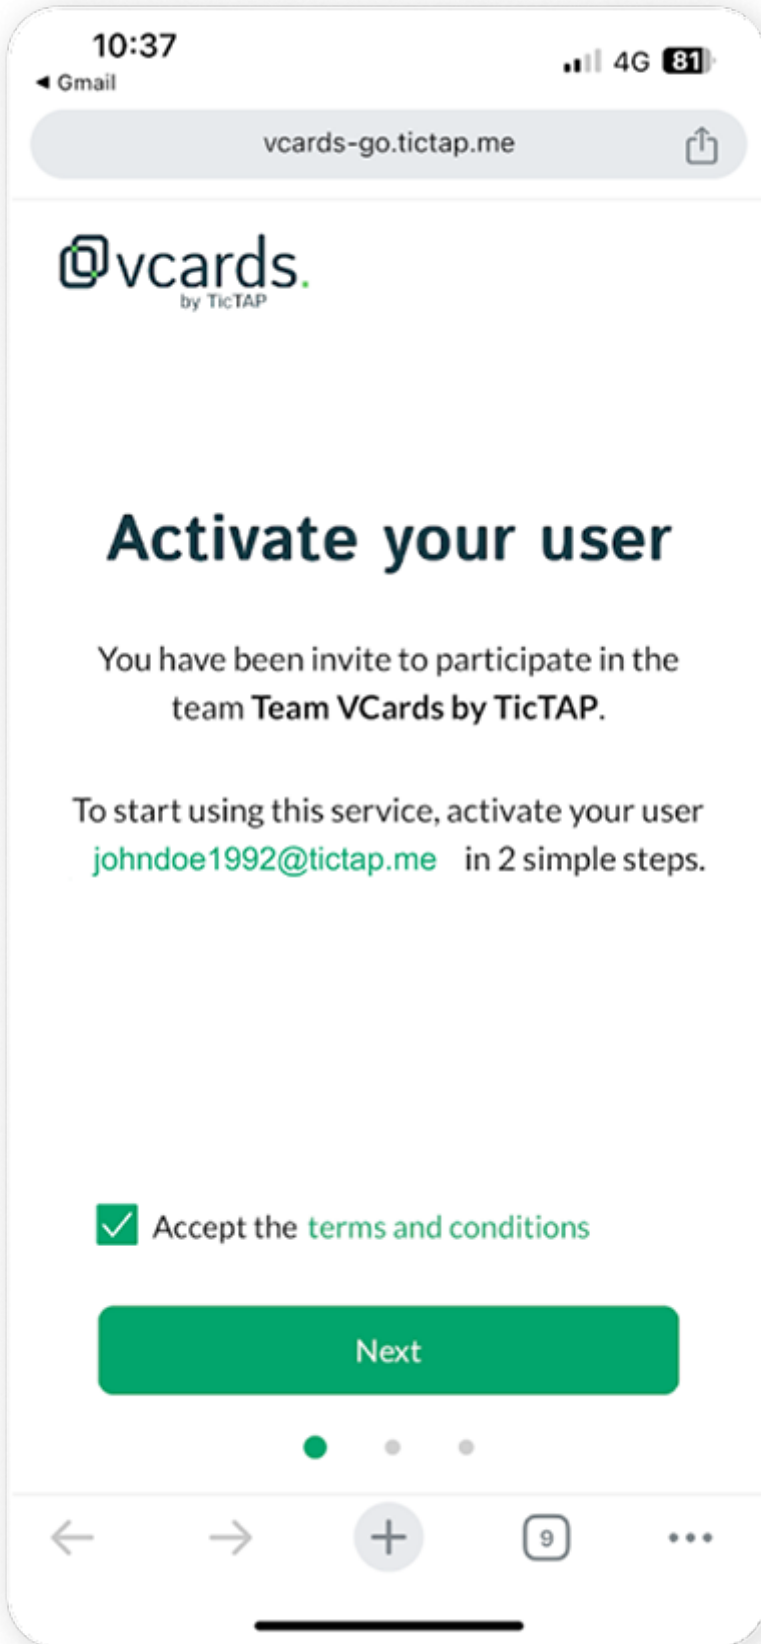 10:37
4G 81
◀ Gmail
vcards-go.tictap.me
vcards.
by TicTAP
Activate your user
You have been invite to participate in the
team Team VCards by TicTAP.
To start using this service, activate your user
johndoe1992@tictap.me in 2 simple steps.
Accept the terms and conditions
Next
9